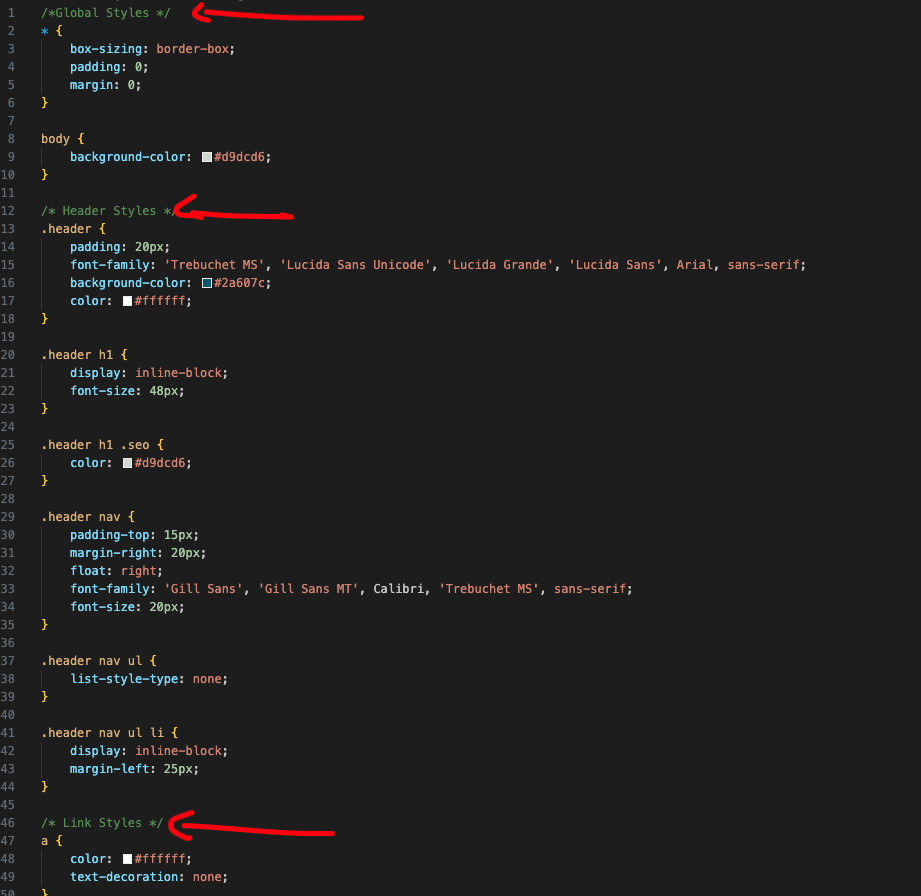 1 /*Global Styles */
2 * {
3 box-sizing: border-box;
4 padding: 0;
5 margin: 0;
6 }
7
8 body {
9 background-color: #d9dcd6;
10 }
11
12 /* Header Styles */
13 .header {
14 padding: 20px;
15 font-family: 'Trebuchet MS', 'Lucida Sans Unicode', 'Lucida Grande', 'Lucida Sans', Arial, sans-serif;
16 background-color: #2a607c;
17 color: #ffffff;
18 }
19
20 .header h1 {
21 display: inline-block;
22 font-size: 48px;
23 }
24
25 .header h1 .seo {
26 color: #d9dcd6;
27 }
28
29 .header nav {
30 padding-top: 15px;
31 margin-right: 20px;
32 float: right;
33 font-family: 'Gill Sans', 'Gill Sans MT', Calibri, 'Trebuchet MS', sans-serif;
34 font-size: 20px;
35 }
36
37 .header nav ul {
38 list-style-type: none;
39 }
40
41 .header nav ul li {
42 display: inline-block;
43 margin-left: 25px;
44 }
45
46 /* Link Styles */
47 a {
48 color: #ffffff;
49 text-decoration: none;
50 }